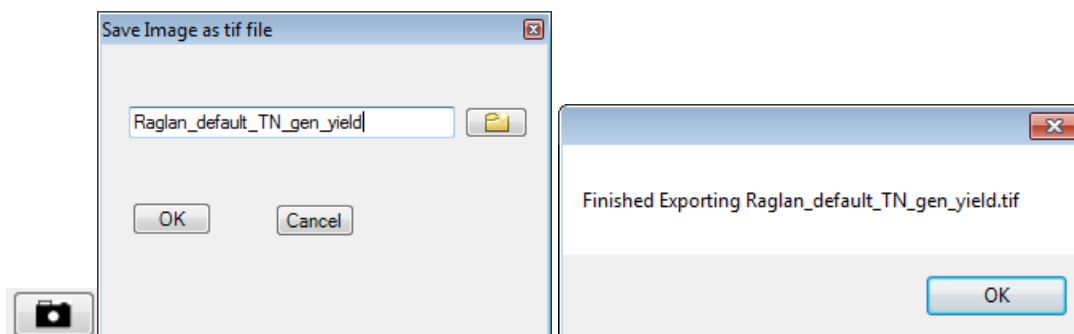 Save Image as tif file
Raglan_default_TN_gen_yield
OK
Cancel
Finished Exporting Raglan_default_TN_gen_yield.tif
OK